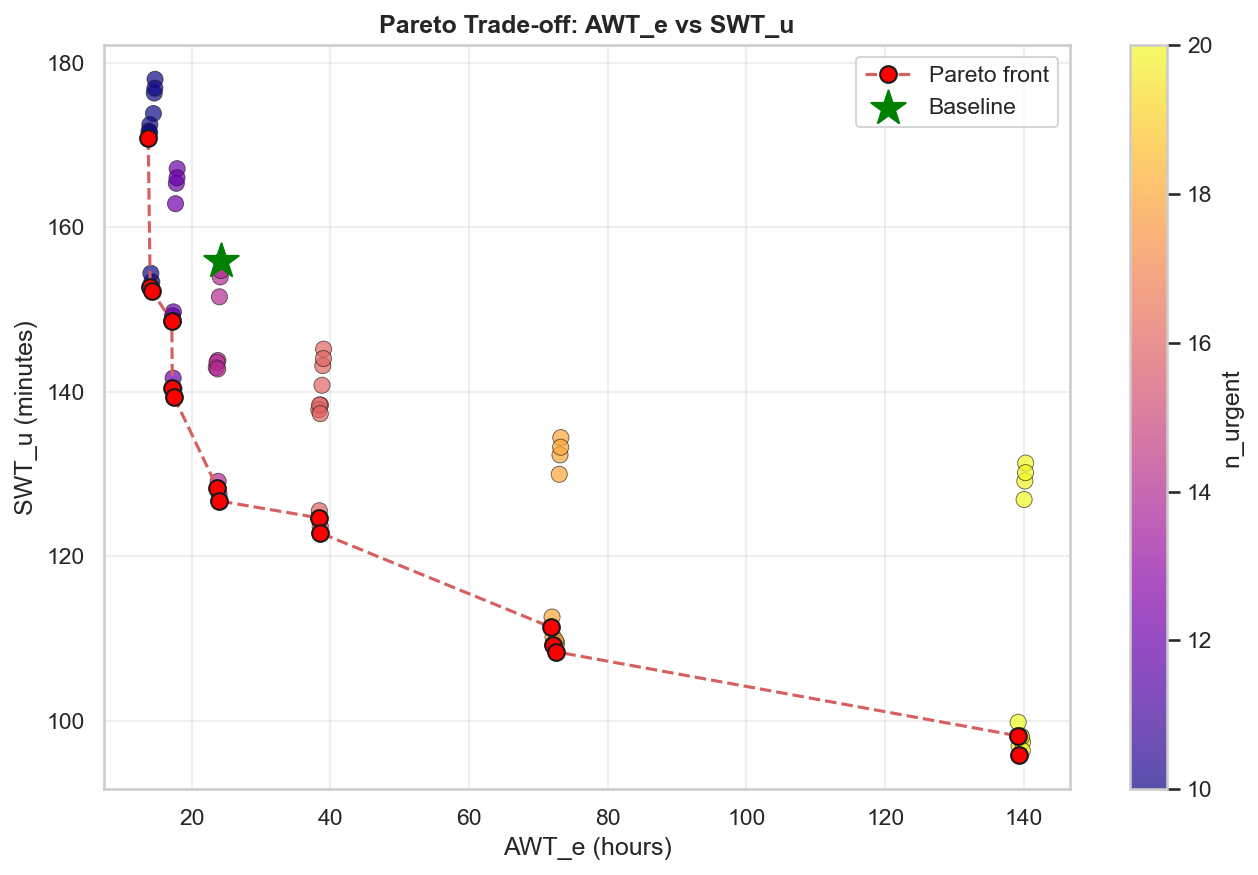 Pareto Trade-off: AWT_e vs SWT_u
Pareto front
Baseline
180
160
140
120
100
SWT_u (minutes)
20 40 60 80 100 120 140
AWT_e (hours)
20
18
16
14
12
10
n_urgent